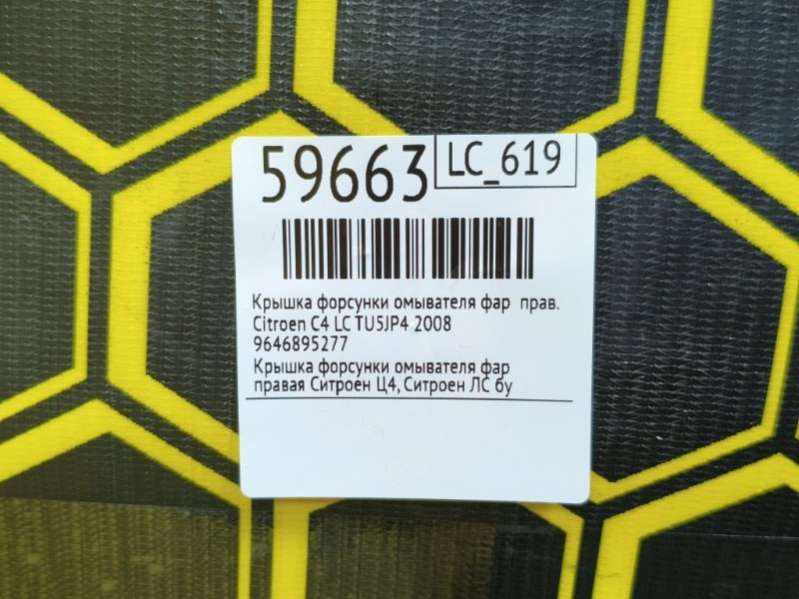 59663 LC_619
Крышка форсунки омывателя фар прав.
Citroen C4 LC TU5JP4 2008
9646895277
Крышка форсунки омывателя фар
правая Ситроен Ц4, Ситроен ЛС бу